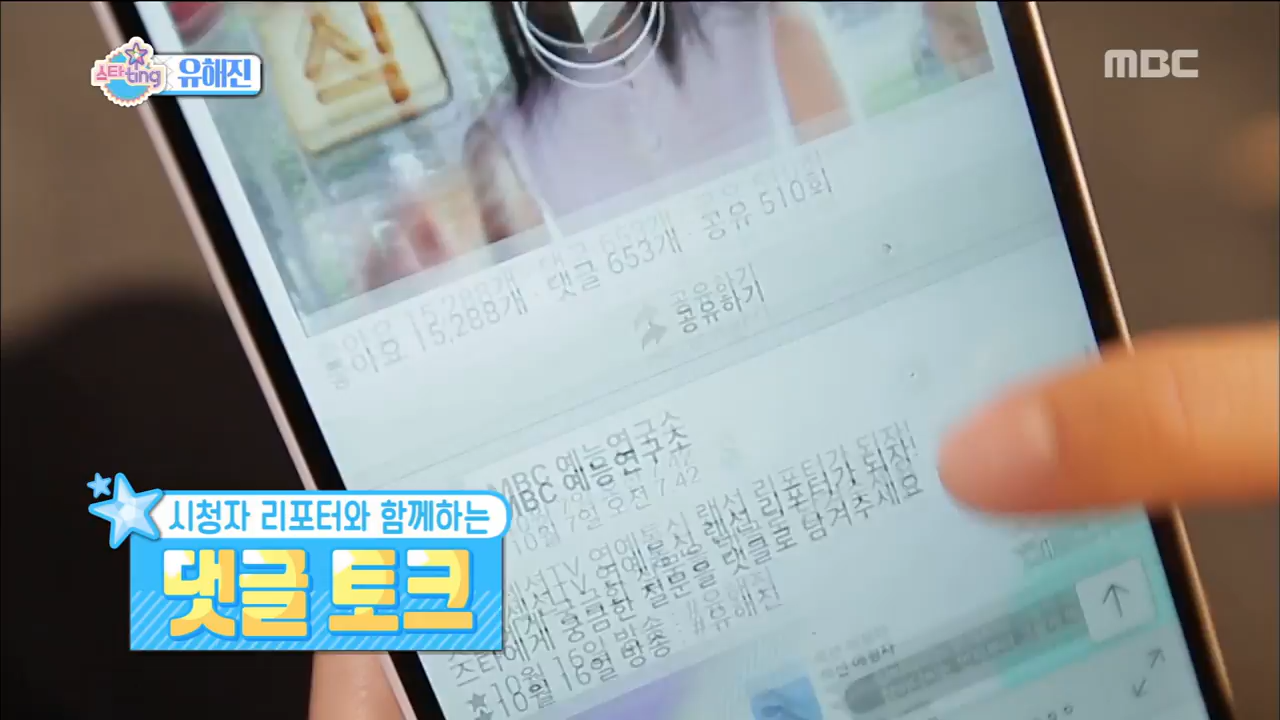 스타ting 유해진
MBC
식
좋아요 15,288개 · 댓글 653개 · 공유 510회
공유하기
MBC 예능연구소
10월 7일 오전 7:42
섹션TV 연예통신 랜선 리포터가 되자!
스타에게 궁금한 질문을 댓글로 남겨주세요
★10월 16일 방송 : #유해진
시청자 리포터와 함께하는
댓글 토크